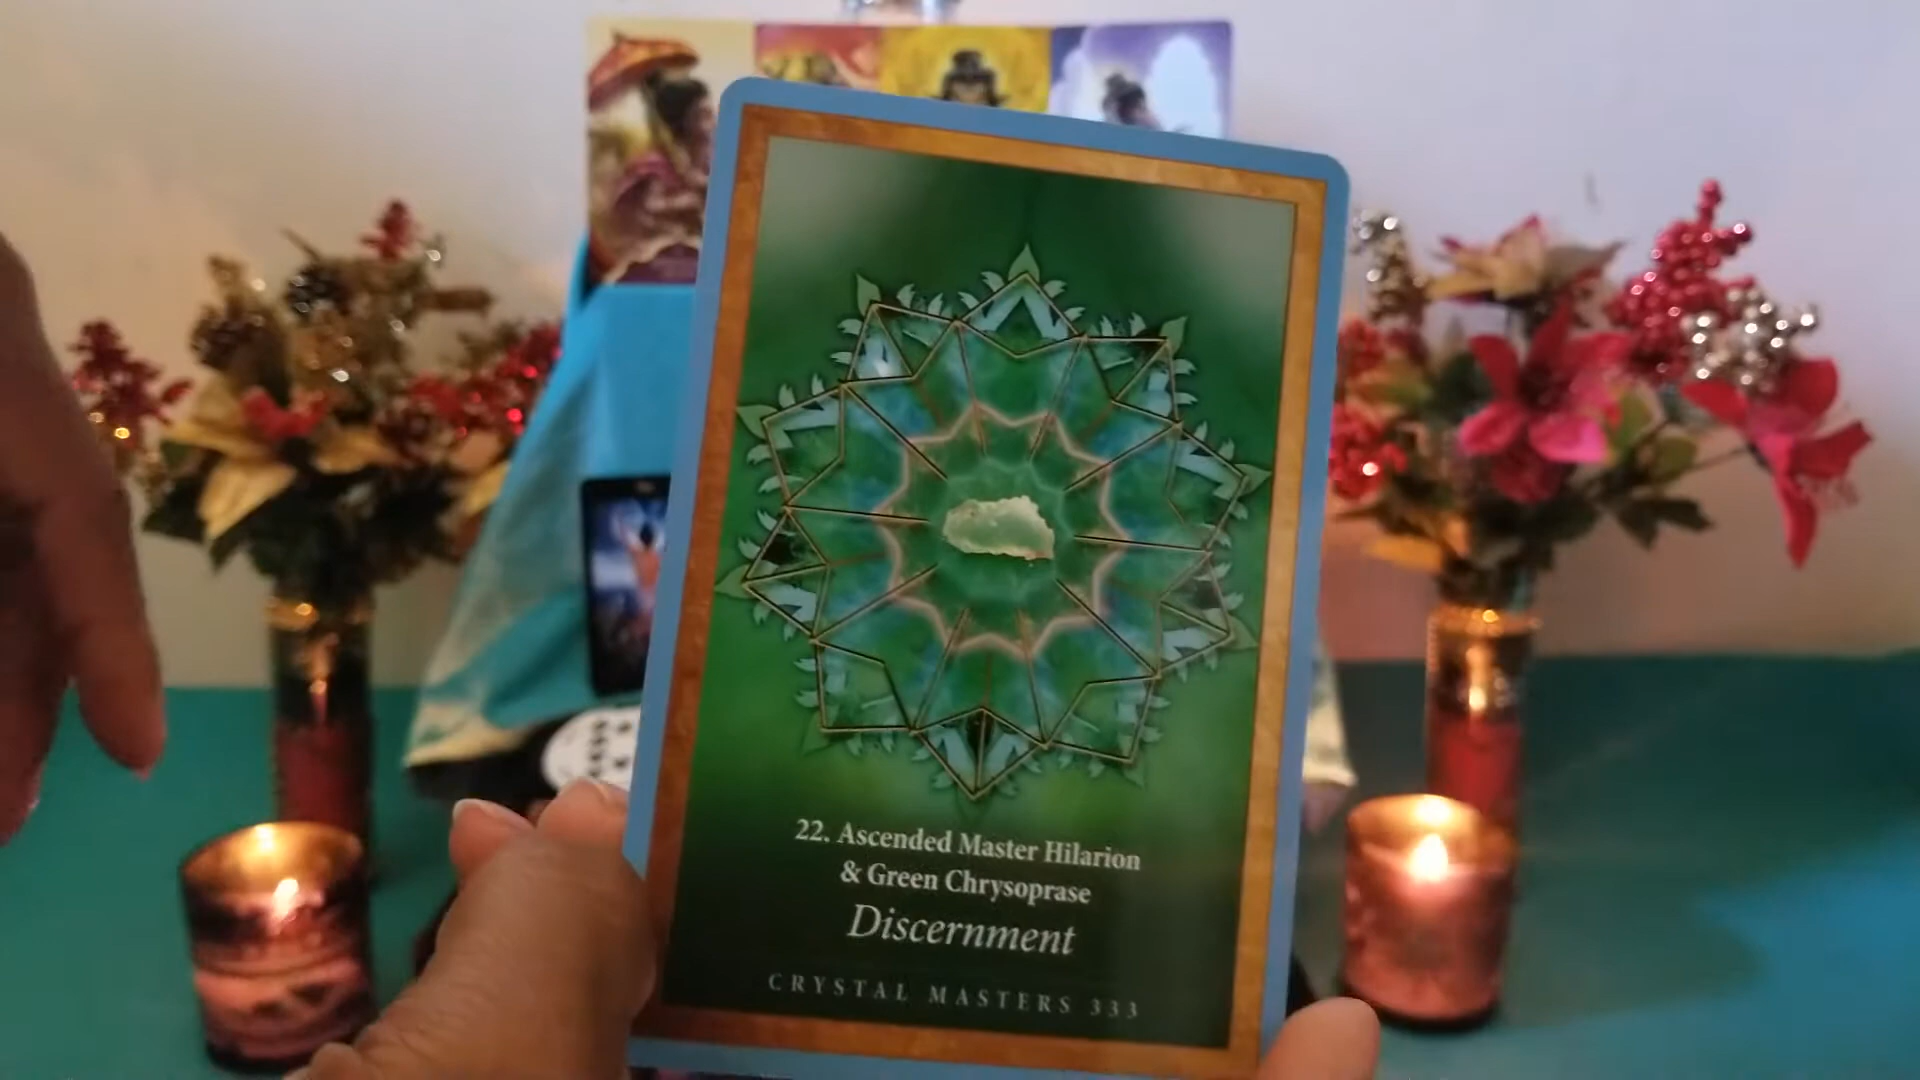 22. Ascended Master Hilarion
& Green Chrysoprase
Discernment
CRYSTAL MASTERS 333